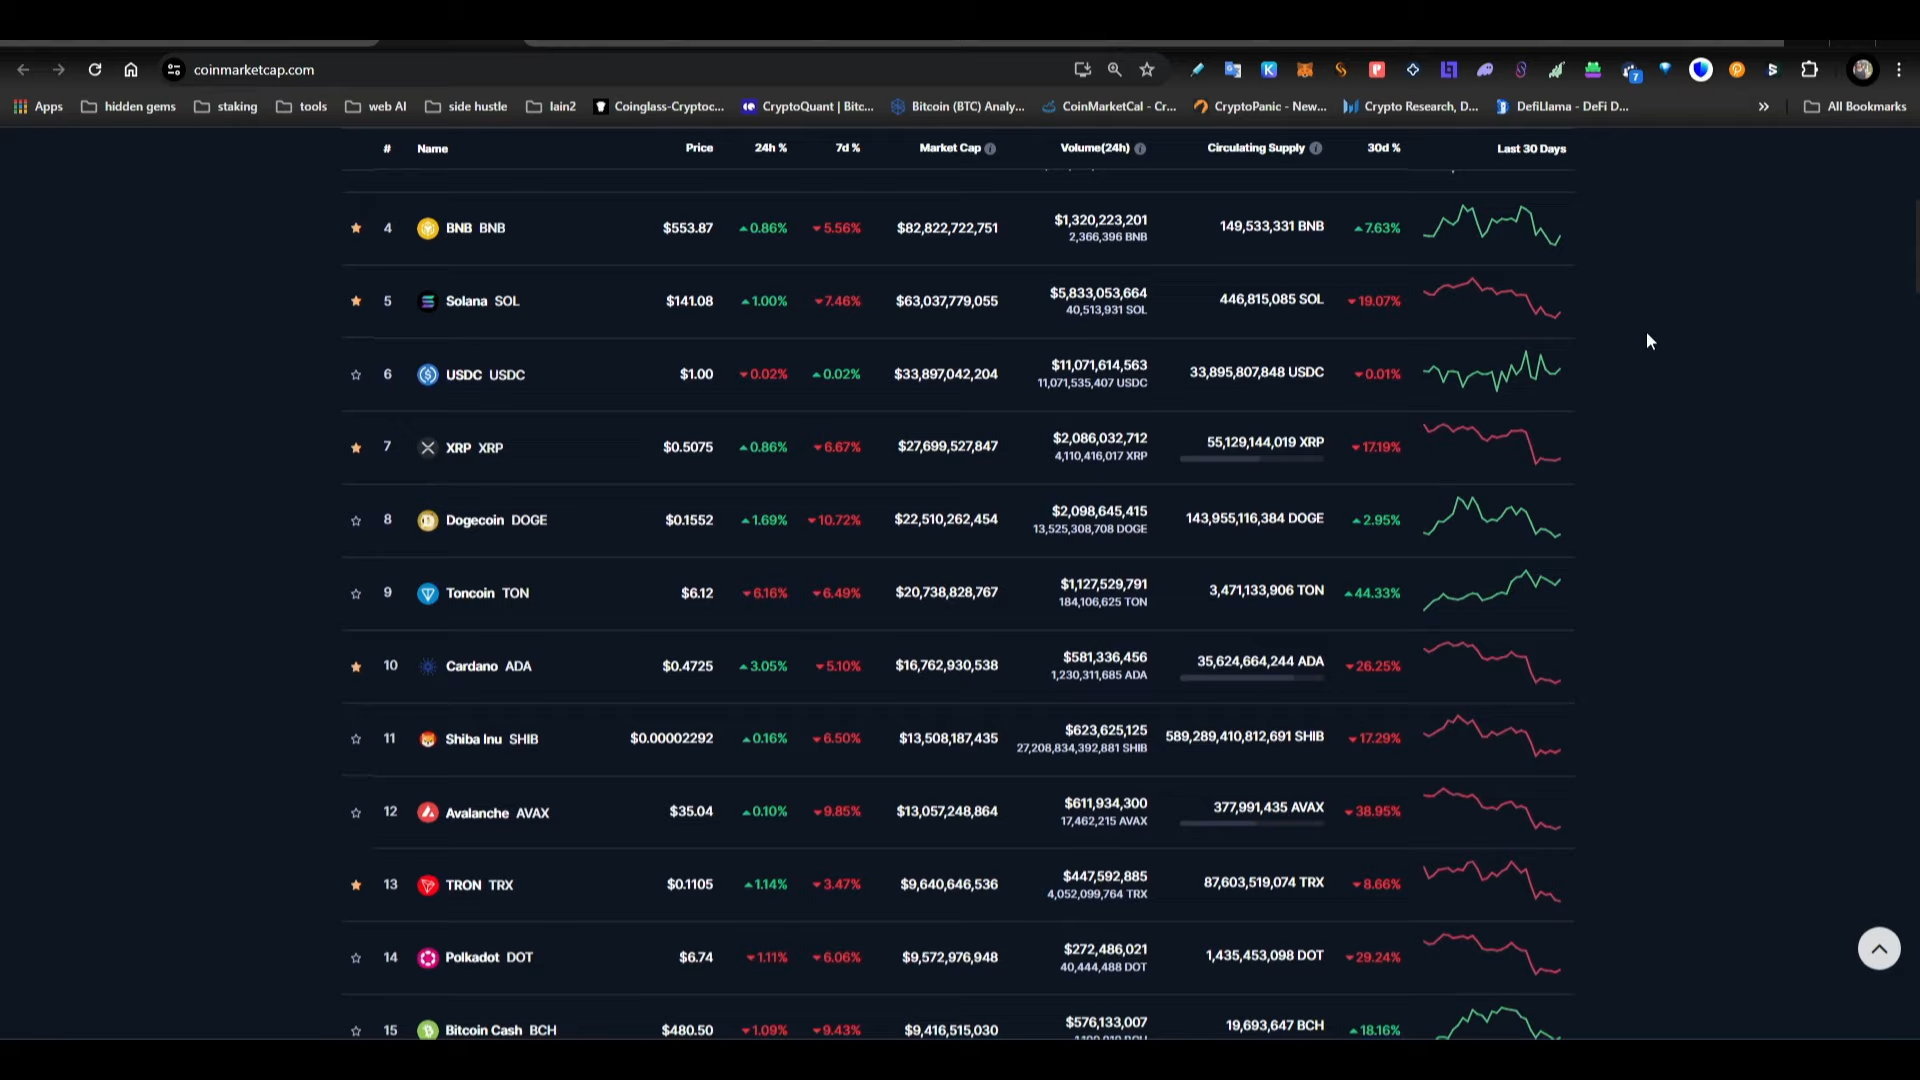 coinmarketcap.com
7
Apps hidden gems staking tools web AI side hustle lain2 Coinglass-Cryptoc... CryptoQuant | Bitc... Bitcoin (BTC) Analy... CoinMarketCal - Cr... CryptoPanic - New... Crypto Research, D... DefiLlama - DeFi D... » All Bookmarks
# Name Price 24h % 7d % Market Cap Volume(24h) Circulating Supply 30d % Last 30 Days
4 BNB BNB $553.87 0.86% 5.56% $82,822,722,751 $1,320,223,201 149,533,331 BNB 7.63%
2,366,396 BNB
5 Solana SOL $141.08 1.00% 7.46% $63,037,779,055 $5,833,053,664 446,815,085 SOL 19.07%
40,513,931 SOL
6 USDC USDC $1.00 0.02% 0.02% $33,897,042,204 $11,071,614,563 33,895,807,848 USDC 0.01%
11,071,535,407 USDC
7 XRP XRP $0.5075 0.86% 6.67% $27,699,527,847 $2,086,032,712 55,129,144,019 XRP 17.19%
4,110,416,017 XRP
8 Dogecoin DOGE $0.1552 1.69% 10.72% $22,510,262,454 $2,098,645,415 143,955,116,384 DOGE 2.95%
13,525,308,708 DOGE
9 Toncoin TON $6.12 6.16% 6.49% $20,738,828,767 $1,127,529,791 3,471,133,906 TON 44.33%
184,106,625 TON
10 Cardano ADA $0.4725 3.05% 5.10% $16,762,930,538 $581,336,456 35,624,664,244 ADA 26.25%
1,230,311,685 ADA
11 Shiba Inu SHIB $0.00002292 0.16% 6.50% $13,508,187,435 $623,625,125 589,289,410,812,691 SHIB 17.29%
27,208,834,392,881 SHIB
12 Avalanche AVAX $35.04 0.10% 9.85% $13,057,248,864 $611,934,300 377,991,435 AVAX 38.95%
17,462,215 AVAX
13 TRON TRX $0.1105 1.14% 3.47% $9,640,646,536 $447,592,885 87,603,519,074 TRX 8.66%
4,052,099,764 TRX
14 Polkadot DOT $6.74 1.11% 6.06% $9,572,976,948 $272,486,021 1,435,453,098 DOT 29.24%
40,444,488 DOT
15 Bitcoin Cash BCH $480.50 1.09% 9.43% $9,416,515,030 $576,133,007 19,693,647 BCH 18.16%